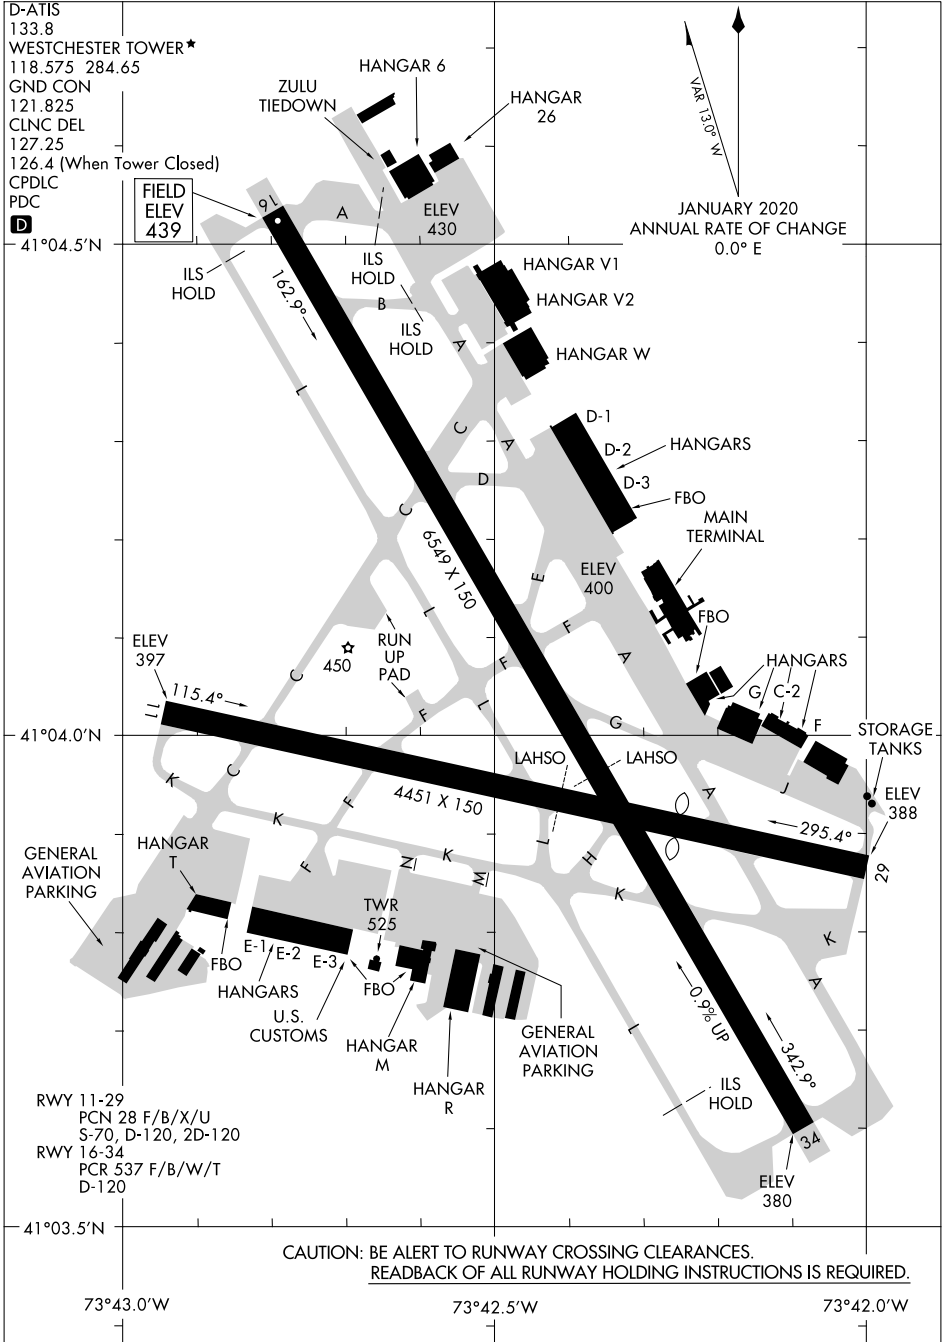 D-ATIS
133.8
WESTCHESTER TOWER
118.575 284.65
GND CON
121.825
CLNC DEL
127.25
126.4 (When Tower Closed)
CPDLC
PDC
D
FIELD
ELEV
439
ZULU
TIEDOWN
HANGAR 6
HANGAR
26
VAR 13.0° W
JANUARY 2020
ANNUAL RATE OF CHANGE
0.0° E
41°04.5'N
16
A
ELEV
430
ILS
HOLD
ILS
HOLD
162.9°
B
ILS
HOLD
A
HANGAR V1
HANGAR V2
HANGAR W
L
C
A
D
D-1
D-2
D-3
HANGARS
FBO
MAIN
TERMINAL
C
6549 X 150
L
E
ELEV
400
F
F
A
FBO
ELEV
397
450
RUN
UP
PAD
C
F
L
G
HANGARS
G
C-2
F
11
115.4°
41°04.0'N
STORAGE
TANKS
LAHSO
LAHSO
K
C
F
4451 X 150
A
J
ELEV
388
295.4°
29
K
HANGAR
T
F
N
K
M
L
H
K
GENERAL
AVIATION
PARKING
TWR
525
FBO
E-1
E-2
E-3
HANGARS
U.S.
CUSTOMS
FBO
HANGAR
M
HANGAR
R
GENERAL
AVIATION
PARKING
K
A
0.9% UP
L
342.9°
ILS
HOLD
34
ELEV
380
RWY 11-29
PCN 28 F/B/X/U
S-70, D-120, 2D-120
RWY 16-34
PCR 537 F/B/W/T
D-120
41°03.5'N
CAUTION: BE ALERT TO RUNWAY CROSSING CLEARANCES.
READBACK OF ALL RUNWAY HOLDING INSTRUCTIONS IS REQUIRED.
73°43.0'W
73°42.5'W
73°42.0'W